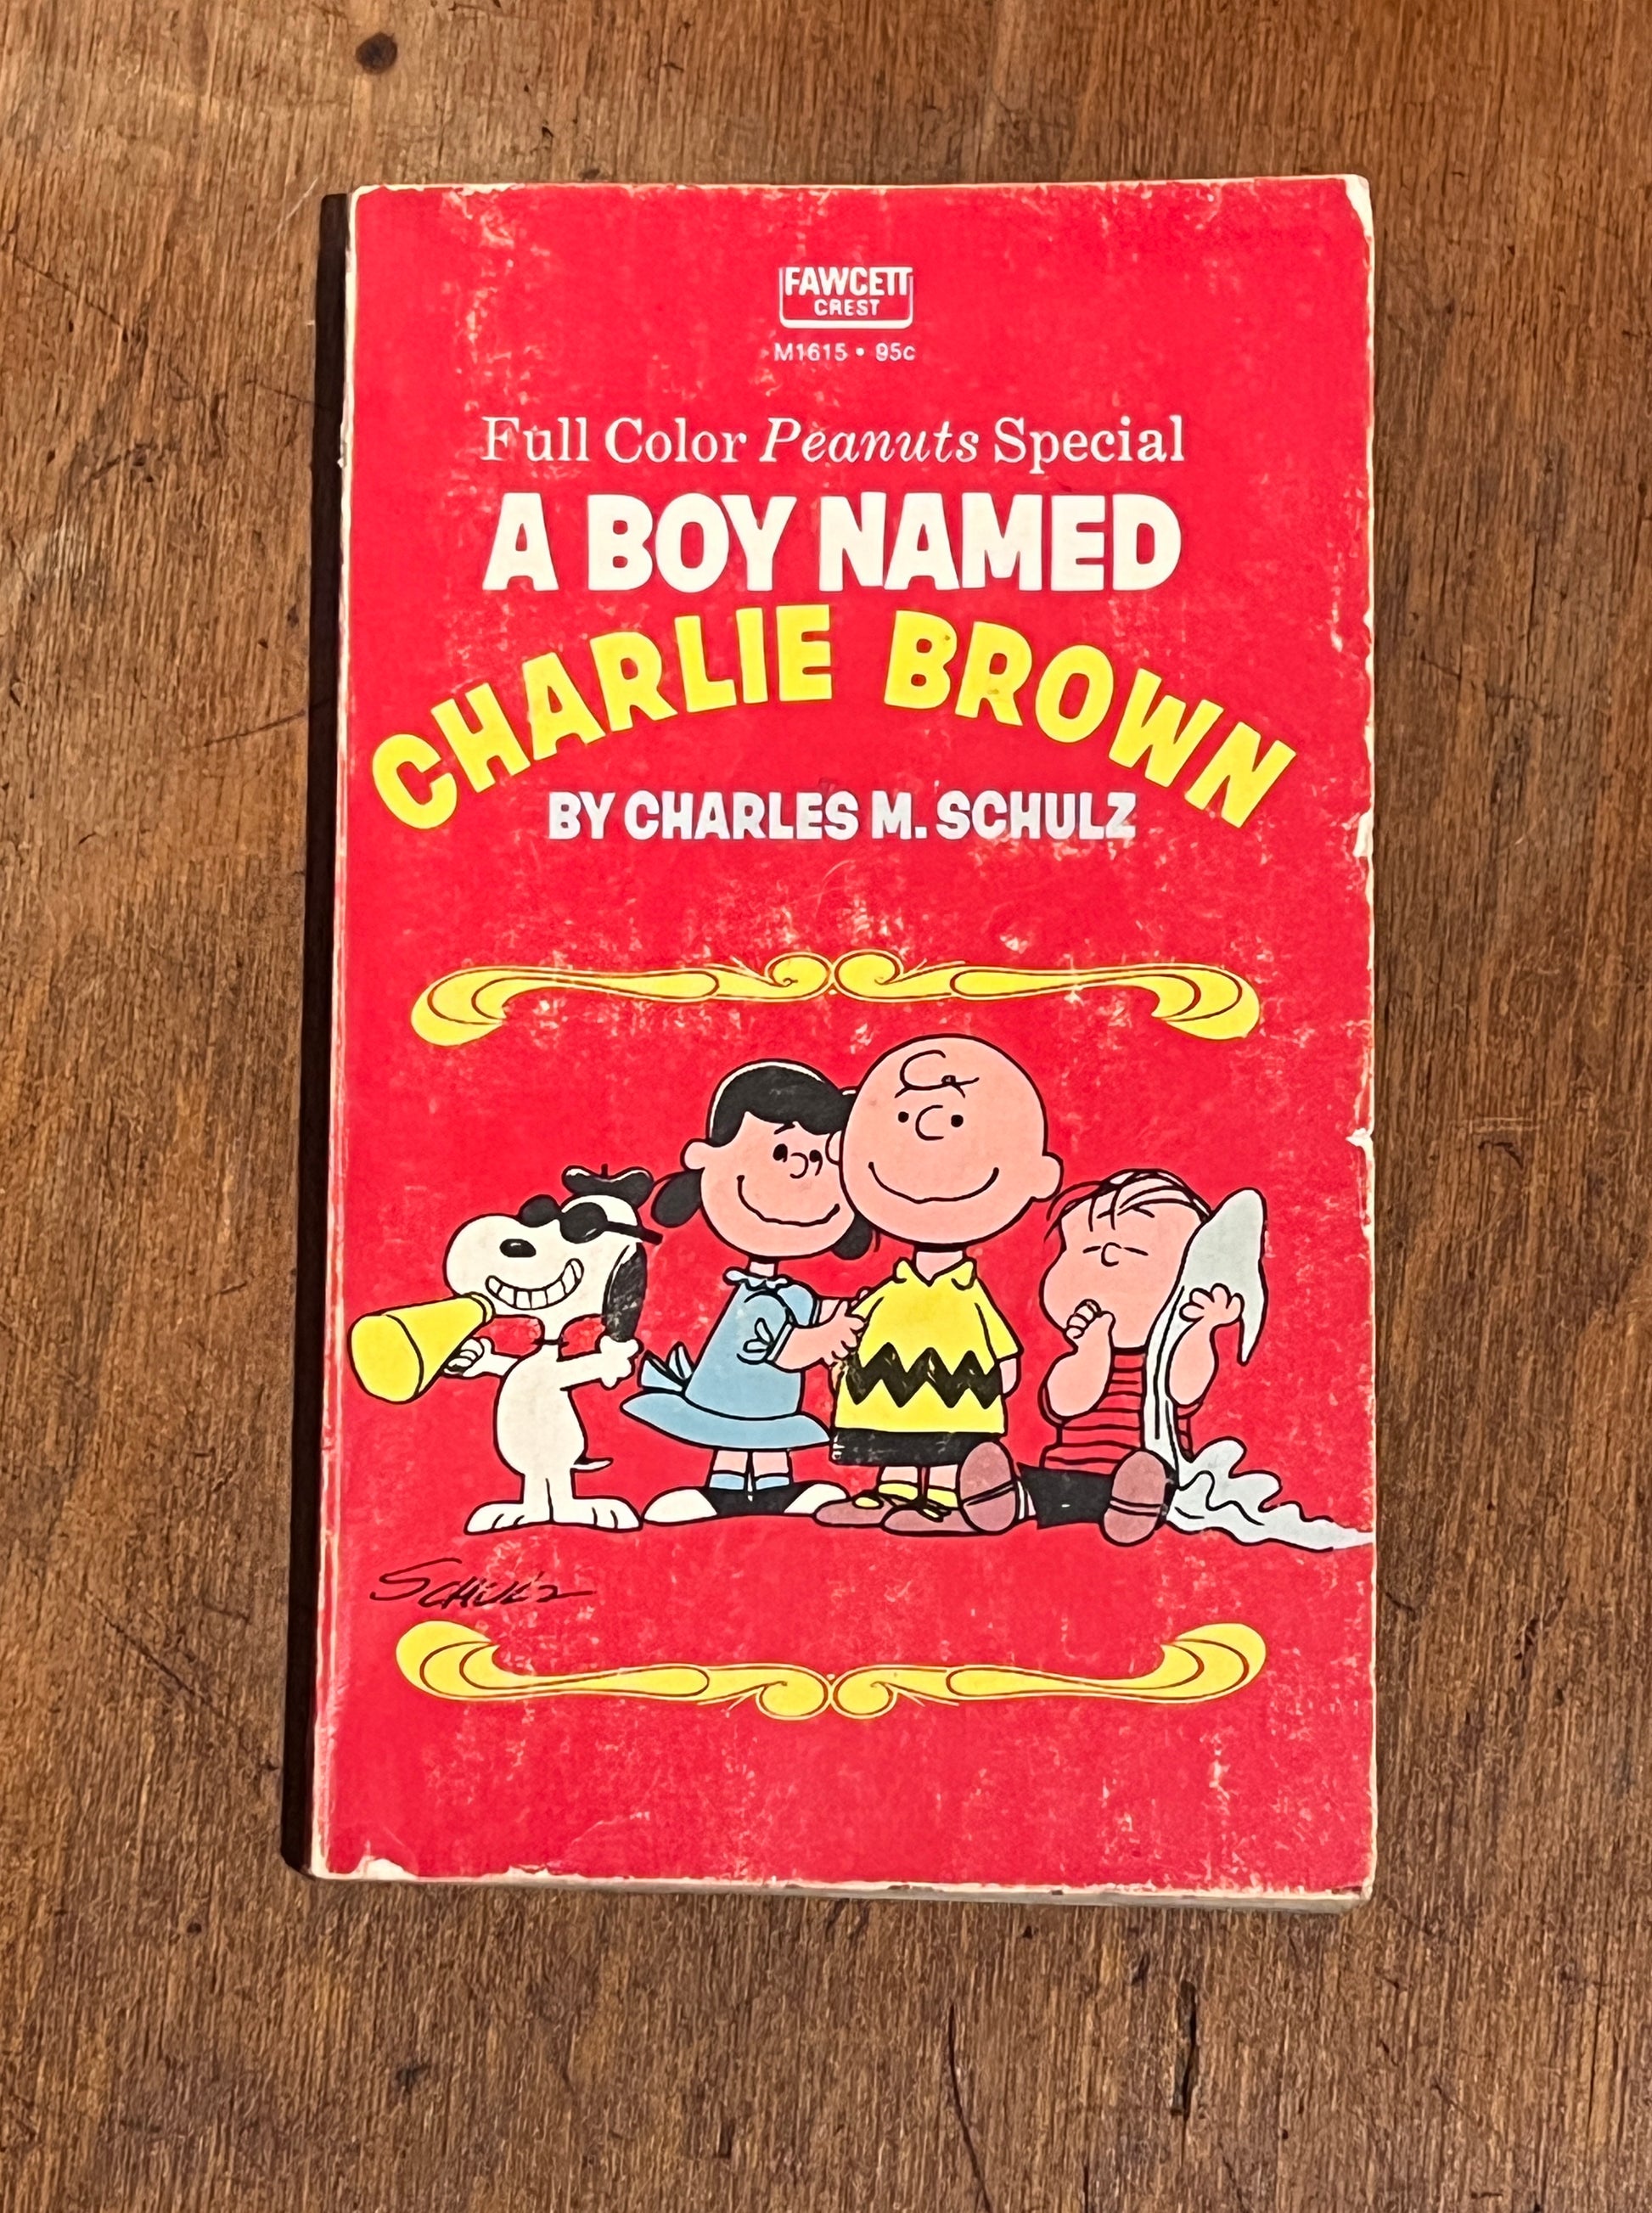 FAWCETT
CREST
M1615 • 95c
Full Color Peanuts Special
A BOY NAMED
CHARLIE BROWN
BY CHARLES M. SCHULZ
SCHULZ